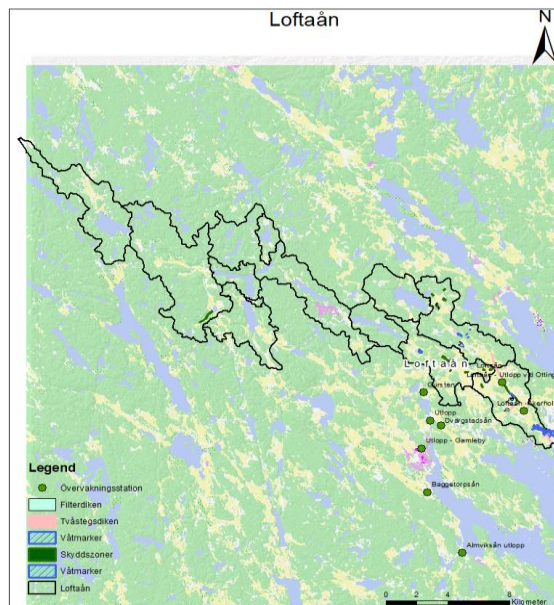 Loftaån
N
Loftaån
Loftaån - Utlopp vid Otting
Dvärgstadsån
Utlopp
Utlopp - Gamleby
Baggetorpsån
Almviksån utlopp
Legend
Övervakningsstation
Filterdiken
Tvåstegsdiken
Våtmarker
Skyddszoner
Våtmarker
Loftaån
0 2 4 8
Kilometer